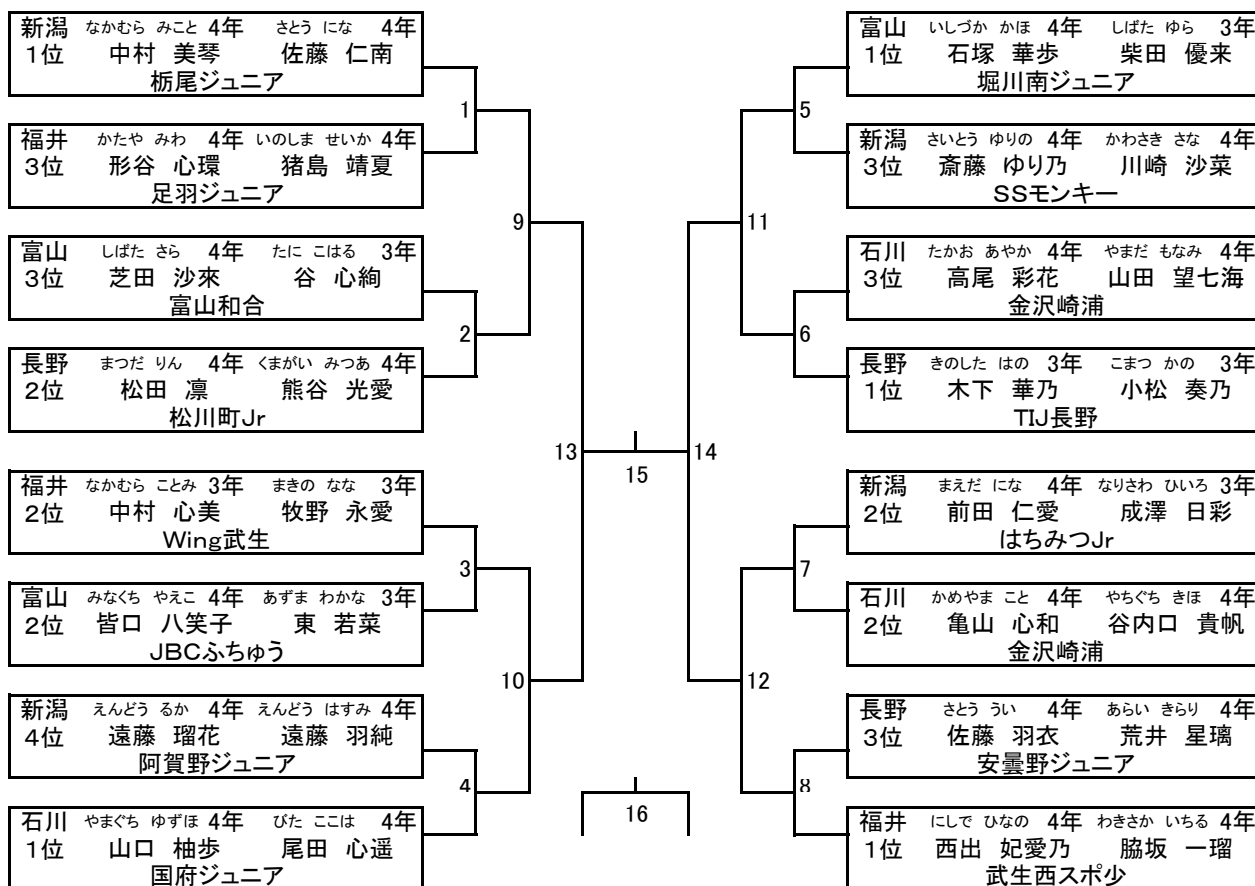 新潟 なかむら みこと 4年 さとう にな 4年
1位 中村 美琴 佐藤 仁南
栃尾ジュニア
福井 かたや みわ 4年 いのしま せいか 4年
3位 形谷 心環 猪島 靖夏
足羽ジュニア
富山 しばた さら 4年 たに こはる 3年
3位 芝田 沙來 谷 心絢
富山和合
長野 まつだ りん 4年 くまがい みつあ 4年
2位 松田 凛 熊谷 光愛
松川町Jr
福井 なかむら ことみ 3年 まきの なな 3年
2位 中村 心美 牧野 永愛
Wing武生
富山 みなくち やえこ 4年 あずま わかな 3年
2位 皆口 八笑子 東 若菜
JBCふちゅう
新潟 えんどう るか 4年 えんどう はすみ 4年
4位 遠藤 瑠花 遠藤 羽純
阿賀野ジュニア
石川 やまぐち ゆずほ 4年 びた ここは 4年
1位 山口 柚歩 尾田 心遥
国府ジュニア
1
2
3
4
9
10
13
15
16
14
11
12
5
6
7
8
富山 いしづか かほ 4年 しばた ゆら 3年
1位 石塚 華歩 柴田 優来
堀川南ジュニア
新潟 さいとう ゆりの 4年 かわさき さな 4年
3位 斎藤 ゆり乃 川崎 沙菜
SSモンキー
石川 たかお あやか 4年 やまだ もなみ 4年
3位 高尾 彩花 山田 望七海
金沢崎浦
長野 きのした はの 3年 こまつ かの 3年
1位 木下 華乃 小松 奏乃
TIJ長野
新潟 まえだ にな 4年 なりさわ ひいろ 3年
2位 前田 仁愛 成澤 日彩
はちみつJr
石川 かめやま こと 4年 やちぐち きほ 4年
2位 亀山 心和 谷内口 貴帆
金沢崎浦
長野 さとう うい 4年 あらい きらり 4年
3位 佐藤 羽衣 荒井 星璃
安曇野ジュニア
福井 にしで ひなの 4年 わきさか いちる 4年
1位 西出 妃愛乃 脇坂 一瑠
武生西スポ少